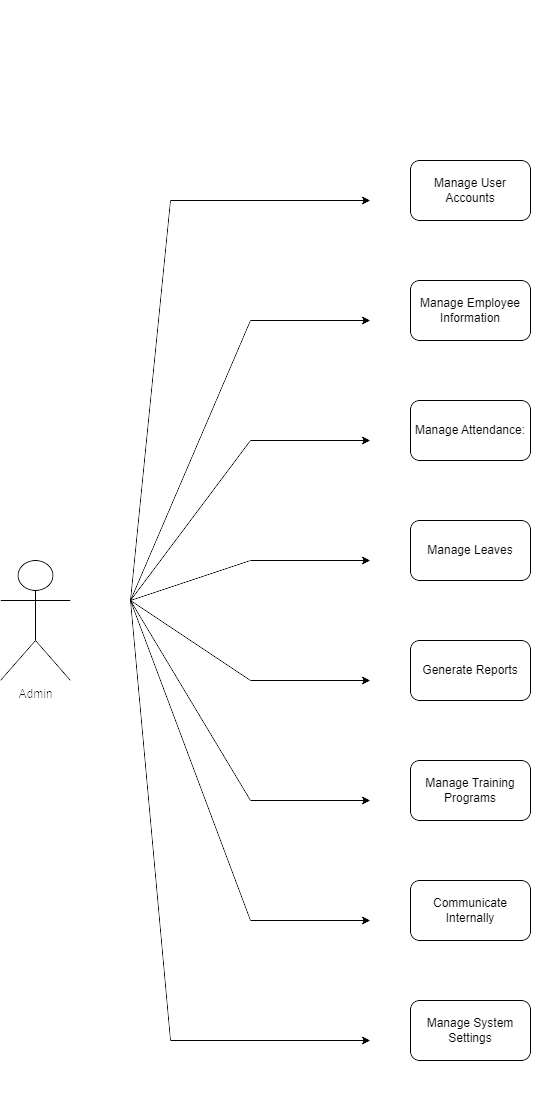 Manage User
Accounts
Manage Employee
Information
Manage Attendance:
Manage Leaves
Generate Reports
Admin
Manage Training
Programs
Communicate
Internally
Manage System
Settings